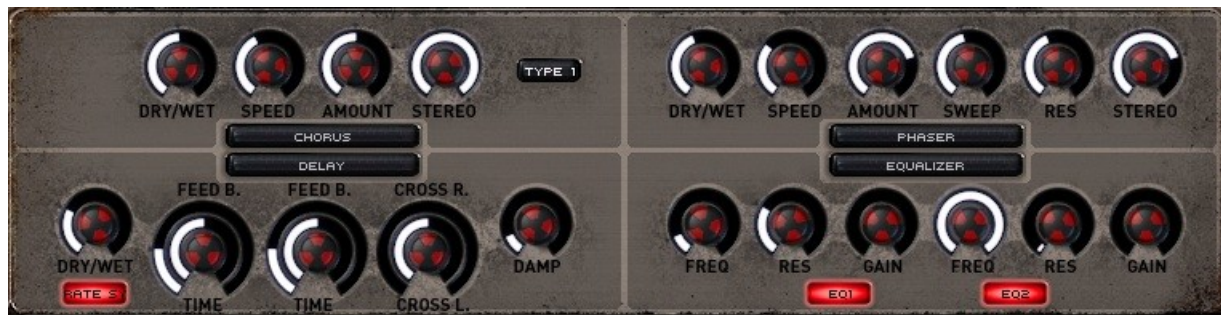 DRY/WET SPEED AMOUNT STEREO TYPE 1
CHORUS
DRY/WET SPEED AMOUNT SWEEP RES STEREO
PHASER
DELAY
FEED B. FEED B. CROSS R.
DRY/WET DAMP
TIME TIME CROSS L.
EQUALIZER
FREQ RES GAIN FREQ RES GAIN
EQ1 EQ2